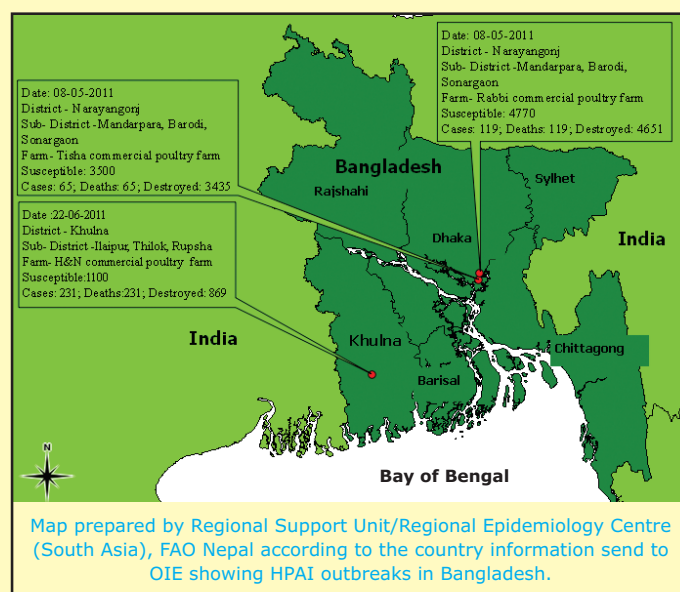 Date: 08-05-2011
District - Narayangonj
Sub- District -Mandarpara, Barodi,
Sonargaon
Farm- Rabbi commercial poultry farm
Susceptible: 4770
Cases: 119; Deaths: 119; Destroyed: 4651
Date: 08-05-2011
District - Narayangonj
Sub- District -Mandarpara, Barodi,
Sonargaon
Farm- Tisha commercial poultry farm
Susceptible: 3500
Cases: 65; Deaths: 65; Destroyed: 3435
Date :22-06-2011
District - Khulna
Sub- District -Ilaipur, Thilok, Rupsha
Farm- H&N commercial poultry farm
Susceptible:1100
Cases: 231; Deaths:231; Destroyed: 869
Bangladesh
Rajshahi
Sylhet
Dhaka
India
India
Khulna
Chittagong
Barisal
N
Bay of Bengal
Map prepared by Regional Support Unit/Regional Epidemiology Centre
(South Asia), FAO Nepal according to the country information send to
OIE showing HPAI outbreaks in Bangladesh.